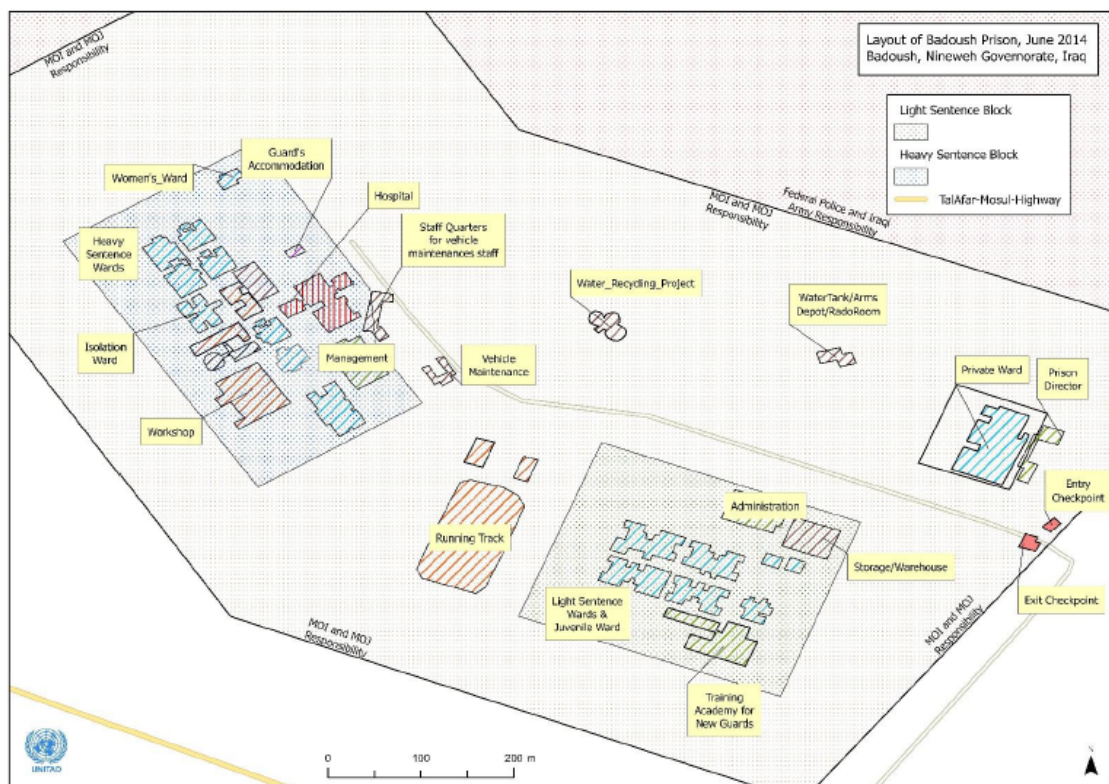 Layout of Badoush Prison, June 2014
Badoush, Nineweh Governorate, Iraq
Light Sentence Block
Heavy Sentence Block
TalAfar-Mosul-Highway
MOI and MOJ
Responsibility
Guard's
Accommodation
Women's_Ward
Hospital
Heavy
Sentence
Wards
Staff Quarters
for vehicle
maintenances staff
MOI and MOJ
Responsibility
Federal Police and Iraqi
Army Responsibility
Water_Recycling_Project
WaterTank/Arms
Depot/RadoRoom
Isolation
Ward
Management
Vehicle
Maintenance
Private Ward
Prison
Director
Workshop
Entry
Checkpoint
Administration
Running Track
Storage/Warehouse
Light Sentence
Wards &
Juvenile Ward
Exit Checkpoint
MOI and MOJ
Responsibility
MOI and MOJ
Responsibility
Training
Academy for
New Guards
UNITAD
0 100 200 m
N